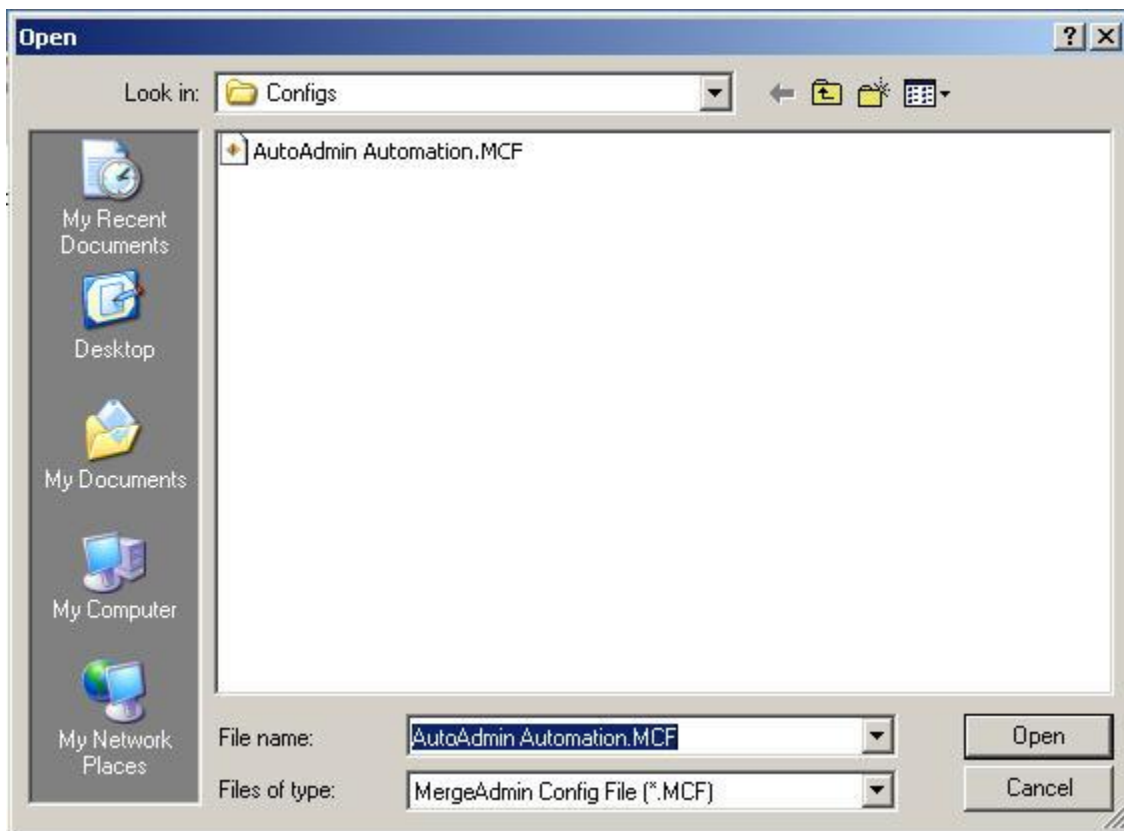 Open
Look in:
Configs
AutoAdmin Automation.MCF
My Recent
Documents
Desktop
My Documents
My Computer
My Network
Places
File name:
AutoAdmin Automation.MCF
Open
Files of type:
MergeAdmin Config File (*.MCF)
Cancel